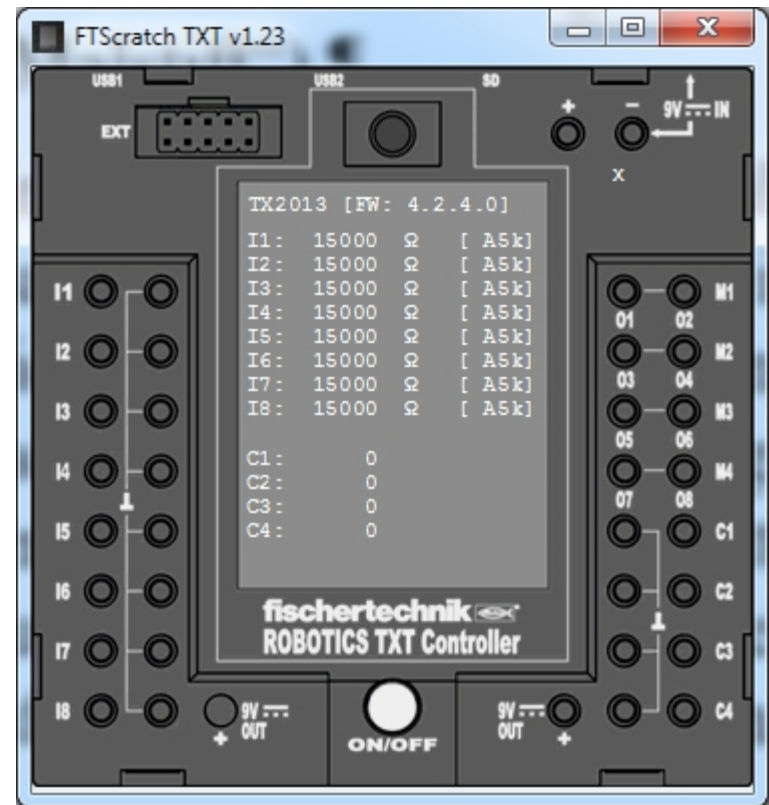 FTScratch TXT v1.23
USB1 USB2 SD
EXT + − 9V IN
x
TX2013 [FW: 4.2.4.0]
I1: 15000 Ω [ A5k]
I2: 15000 Ω [ A5k]
I3: 15000 Ω [ A5k]
I4: 15000 Ω [ A5k]
I5: 15000 Ω [ A5k]
I6: 15000 Ω [ A5k]
I7: 15000 Ω [ A5k]
I8: 15000 Ω [ A5k]
C1: 0
C2: 0
C3: 0
C4: 0
I1
I2
I3
I4
I5
I6
I7
I8
M1
O1 O2
M2
O3 O4
M3
O5 O6
M4
O7 O8
C1
C2
C3
C4
fischertechnik
ROBOTICS TXT Controller
+ 9V OUT
ON/OFF
9V OUT +